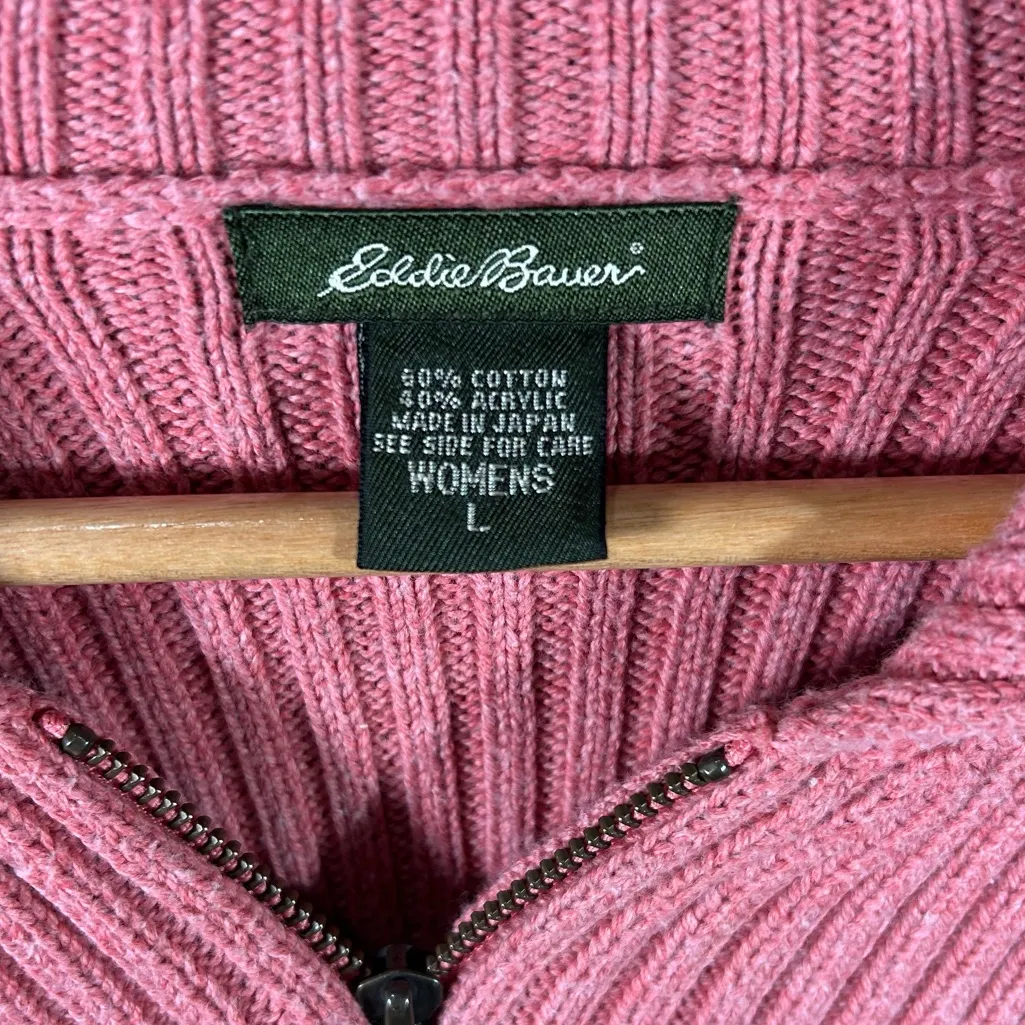 Eddie Bauer®
60% COTTON
40% ACRYLIC
MADE IN JAPAN
SEE SIDE FOR CARE
WOMENS
L